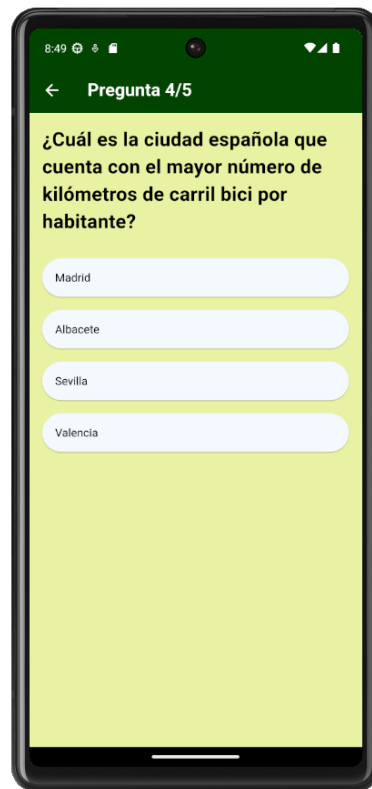 8:49
Pregunta 4/5
¿Cuál es la ciudad española que
cuenta con el mayor número de
kilómetros de carril bici por
habitante?
Madrid
Albacete
Sevilla
Valencia